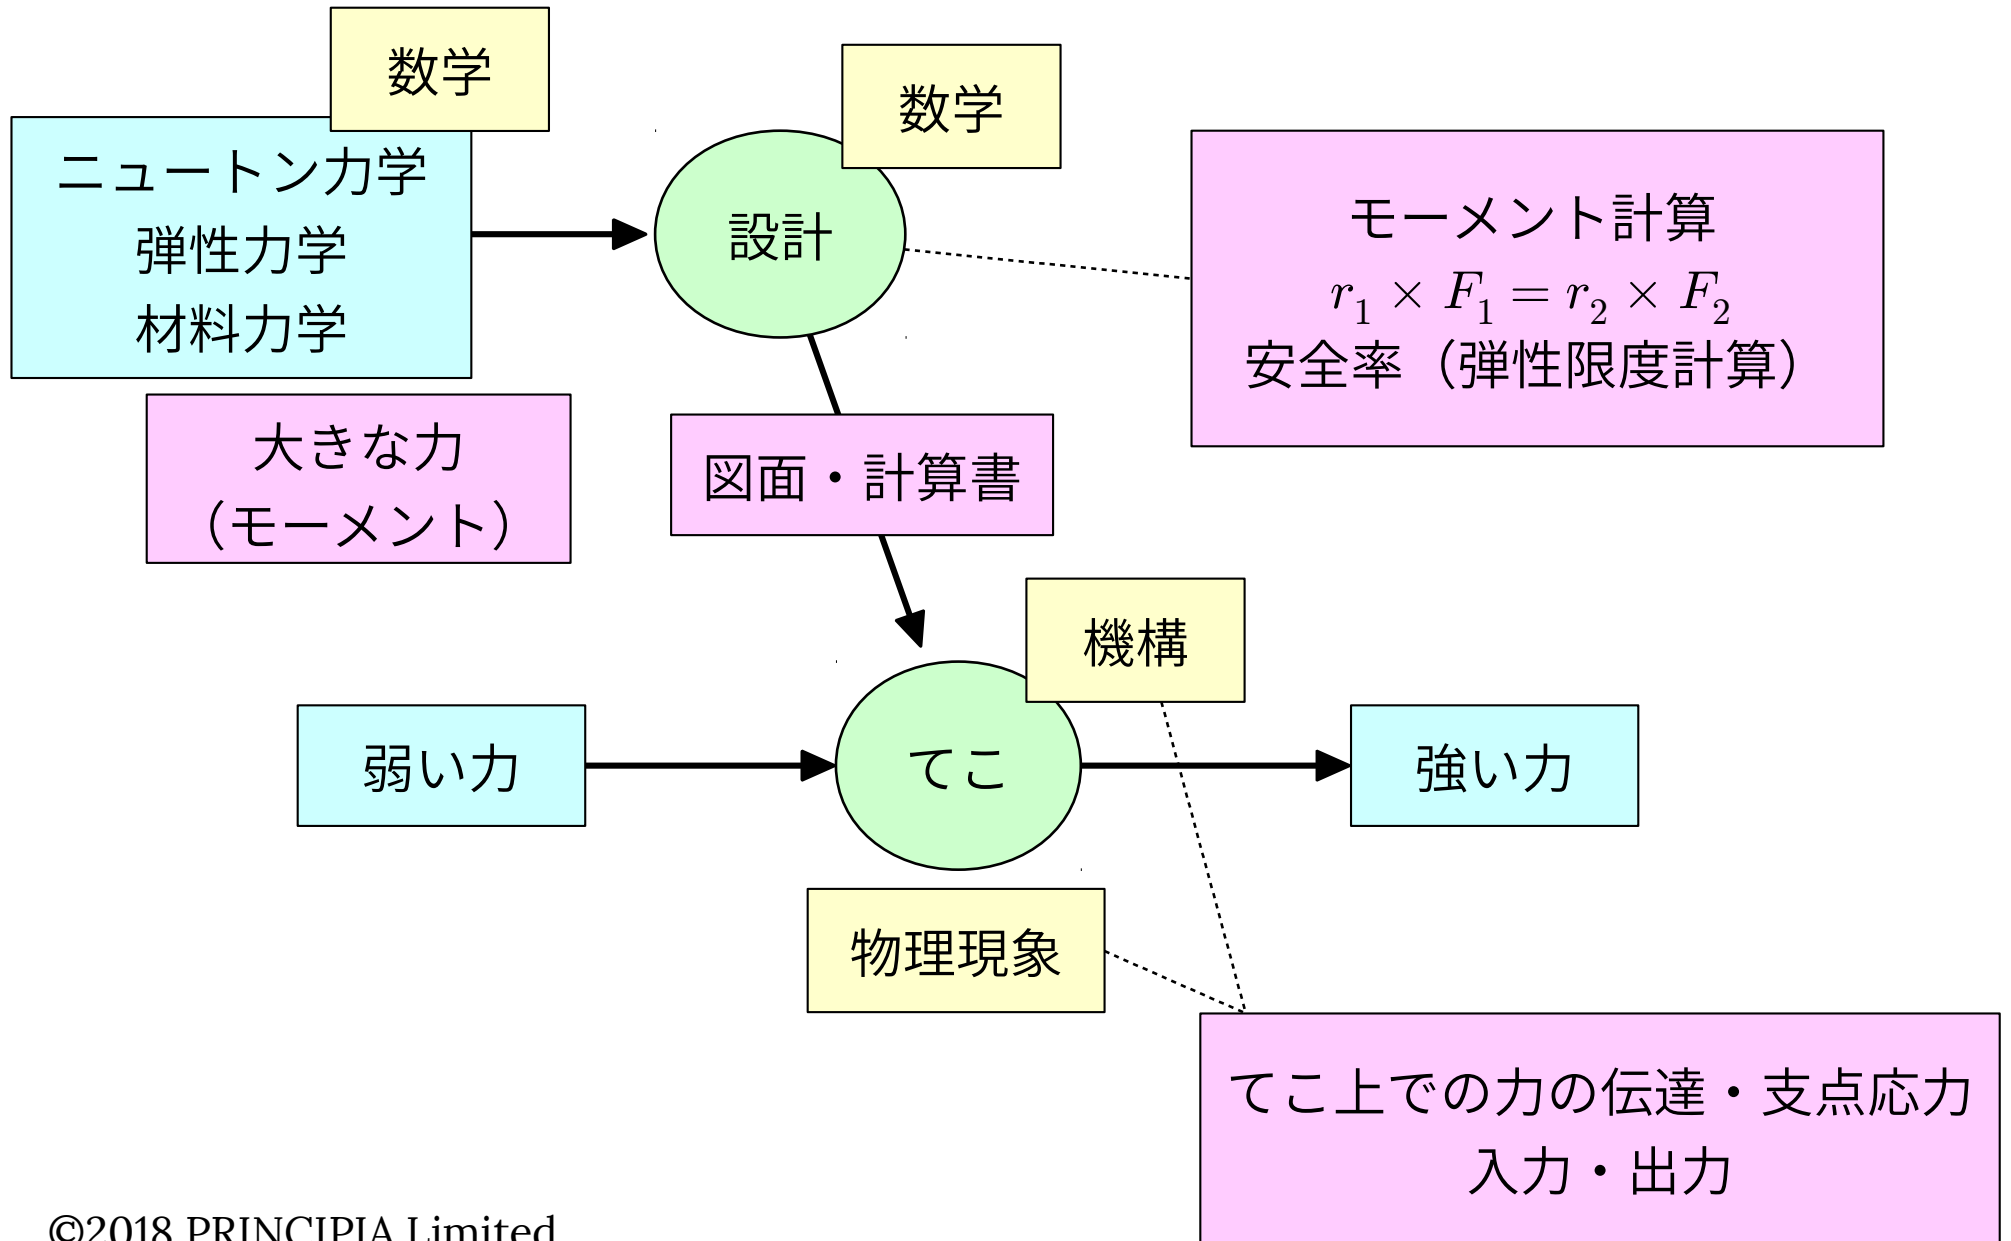 数学
数学
ニュートン力学
弾性力学
材料力学
設計
モーメント計算
r₁ × F₁ = r₂ × F₂
安全率（弾性限度計算）
大きな力
（モーメント）
図面・計算書
機構
弱い力
てこ
強い力
物理現象
てこ上での力の伝達・支点応力
入力・出力
©2018 PRINCIPIA Limited